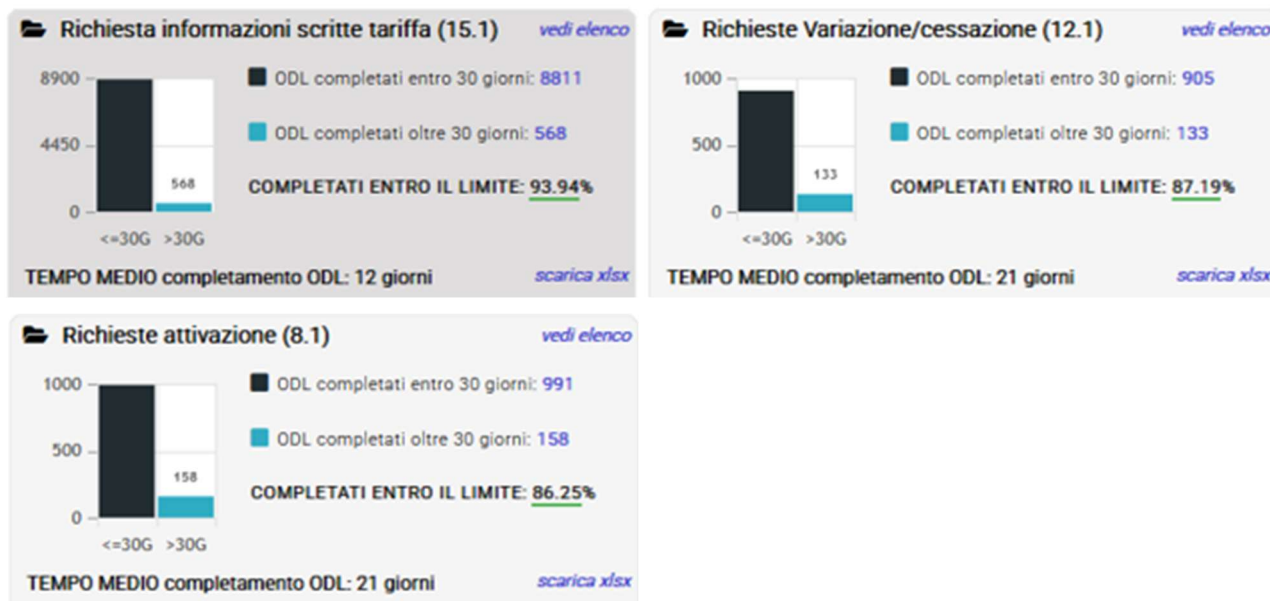 Richiesta informazioni scritte tariffa (15.1) vedi elenco
8900
4450
0
568
<=30G >30G
ODL completati entro 30 giorni: 8811
ODL completati oltre 30 giorni: 568
COMPLETATI ENTRO IL LIMITE: 93.94%
TEMPO MEDIO completamento ODL: 12 giorni scarica xlsx
Richieste Variazione/cessazione (12.1) vedi elenco
1000
500
0
133
<=30G >30G
ODL completati entro 30 giorni: 905
ODL completati oltre 30 giorni: 133
COMPLETATI ENTRO IL LIMITE: 87.19%
TEMPO MEDIO completamento ODL: 21 giorni scarica xlsx
Richieste attivazione (8.1) vedi elenco
1000
500
0
158
<=30G >30G
ODL completati entro 30 giorni: 991
ODL completati oltre 30 giorni: 158
COMPLETATI ENTRO IL LIMITE: 86.25%
TEMPO MEDIO completamento ODL: 21 giorni scarica xlsx